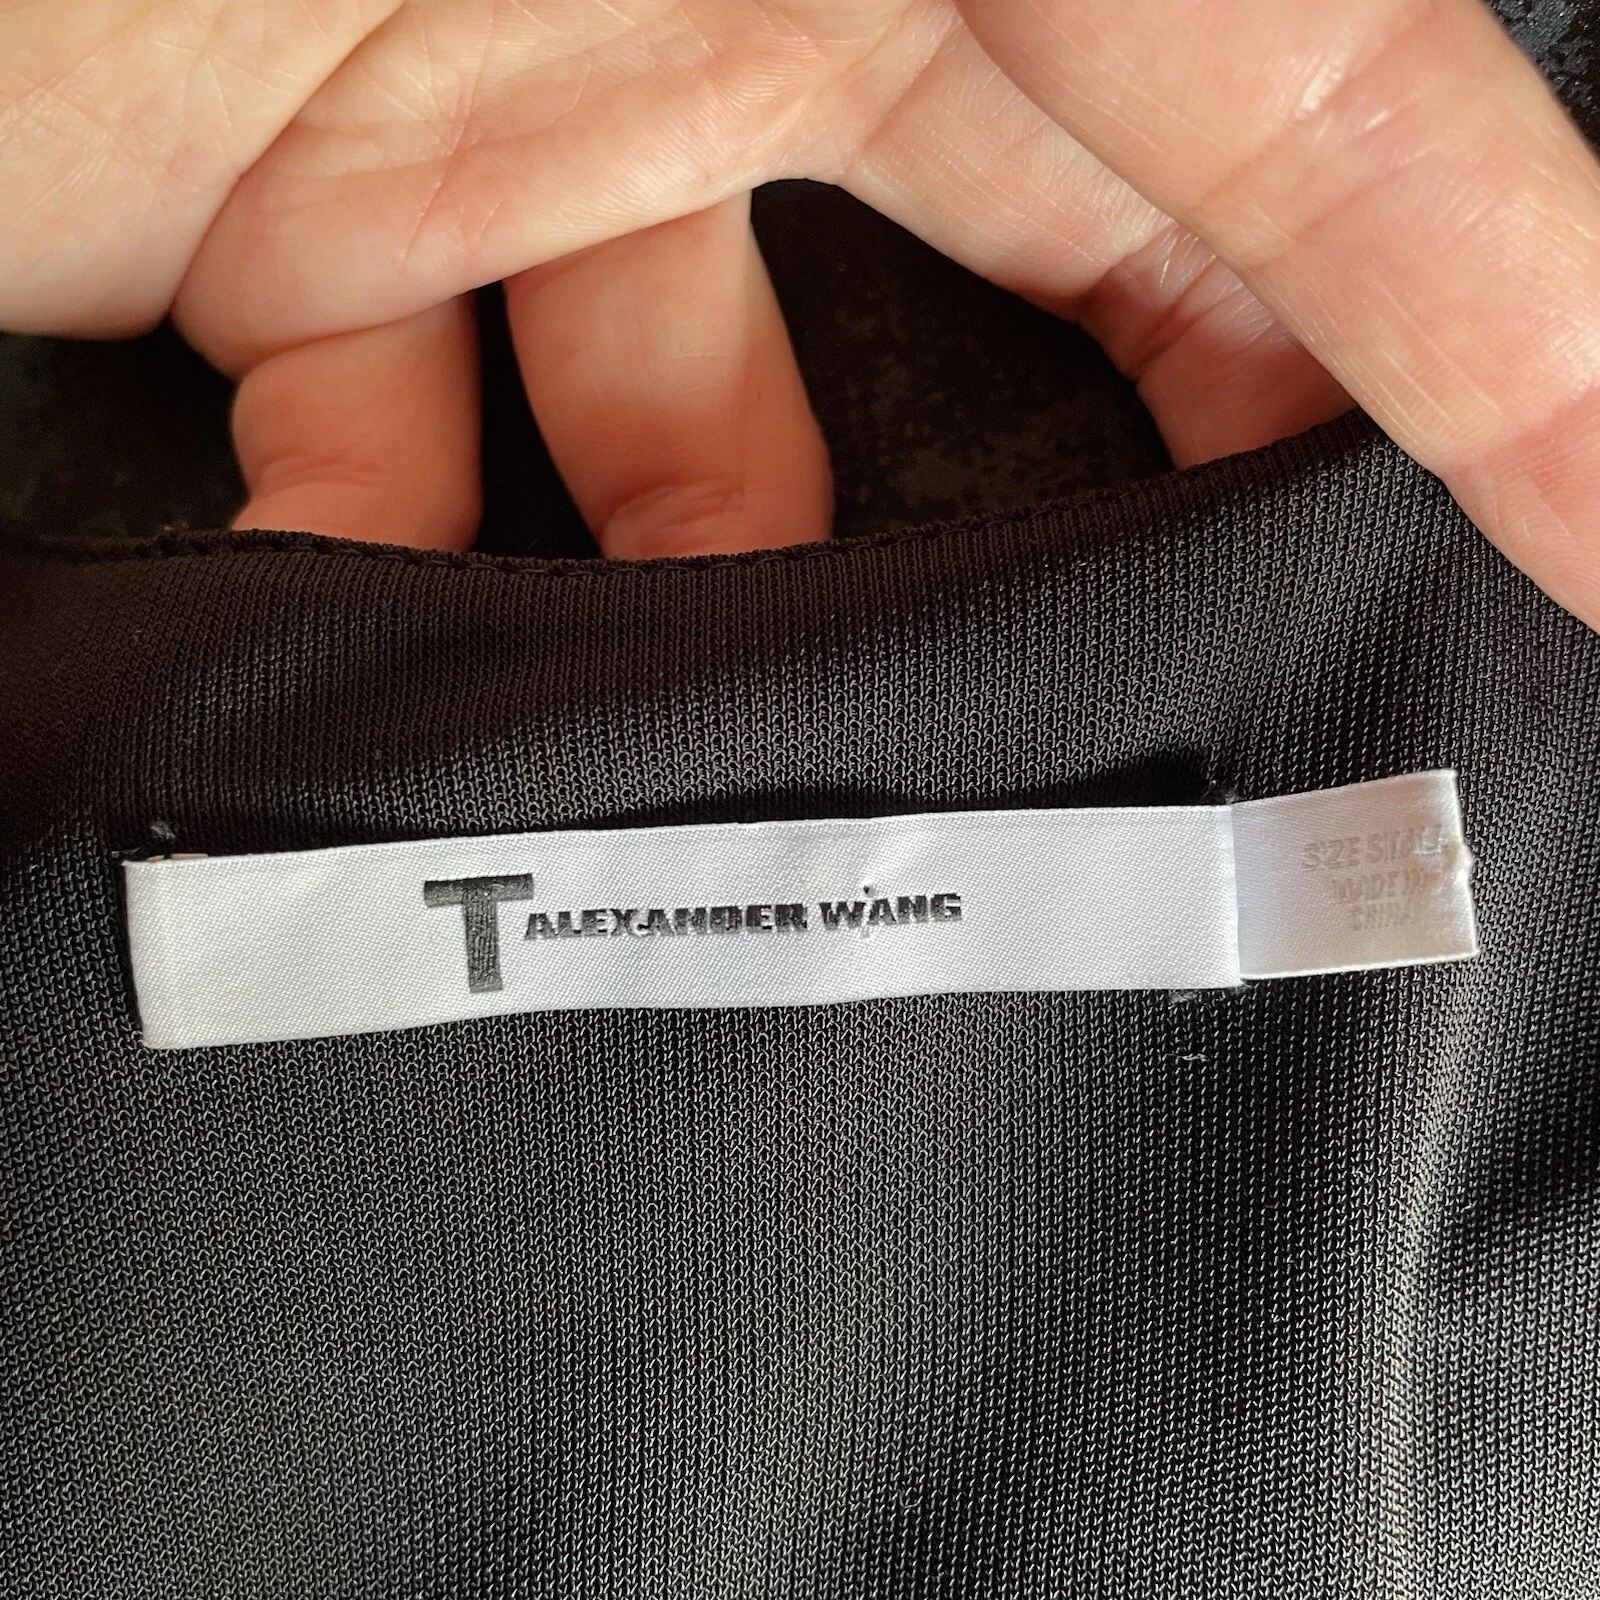 T ALEXANDER WANG
SIZE SMALL
MADE IN
CHINA